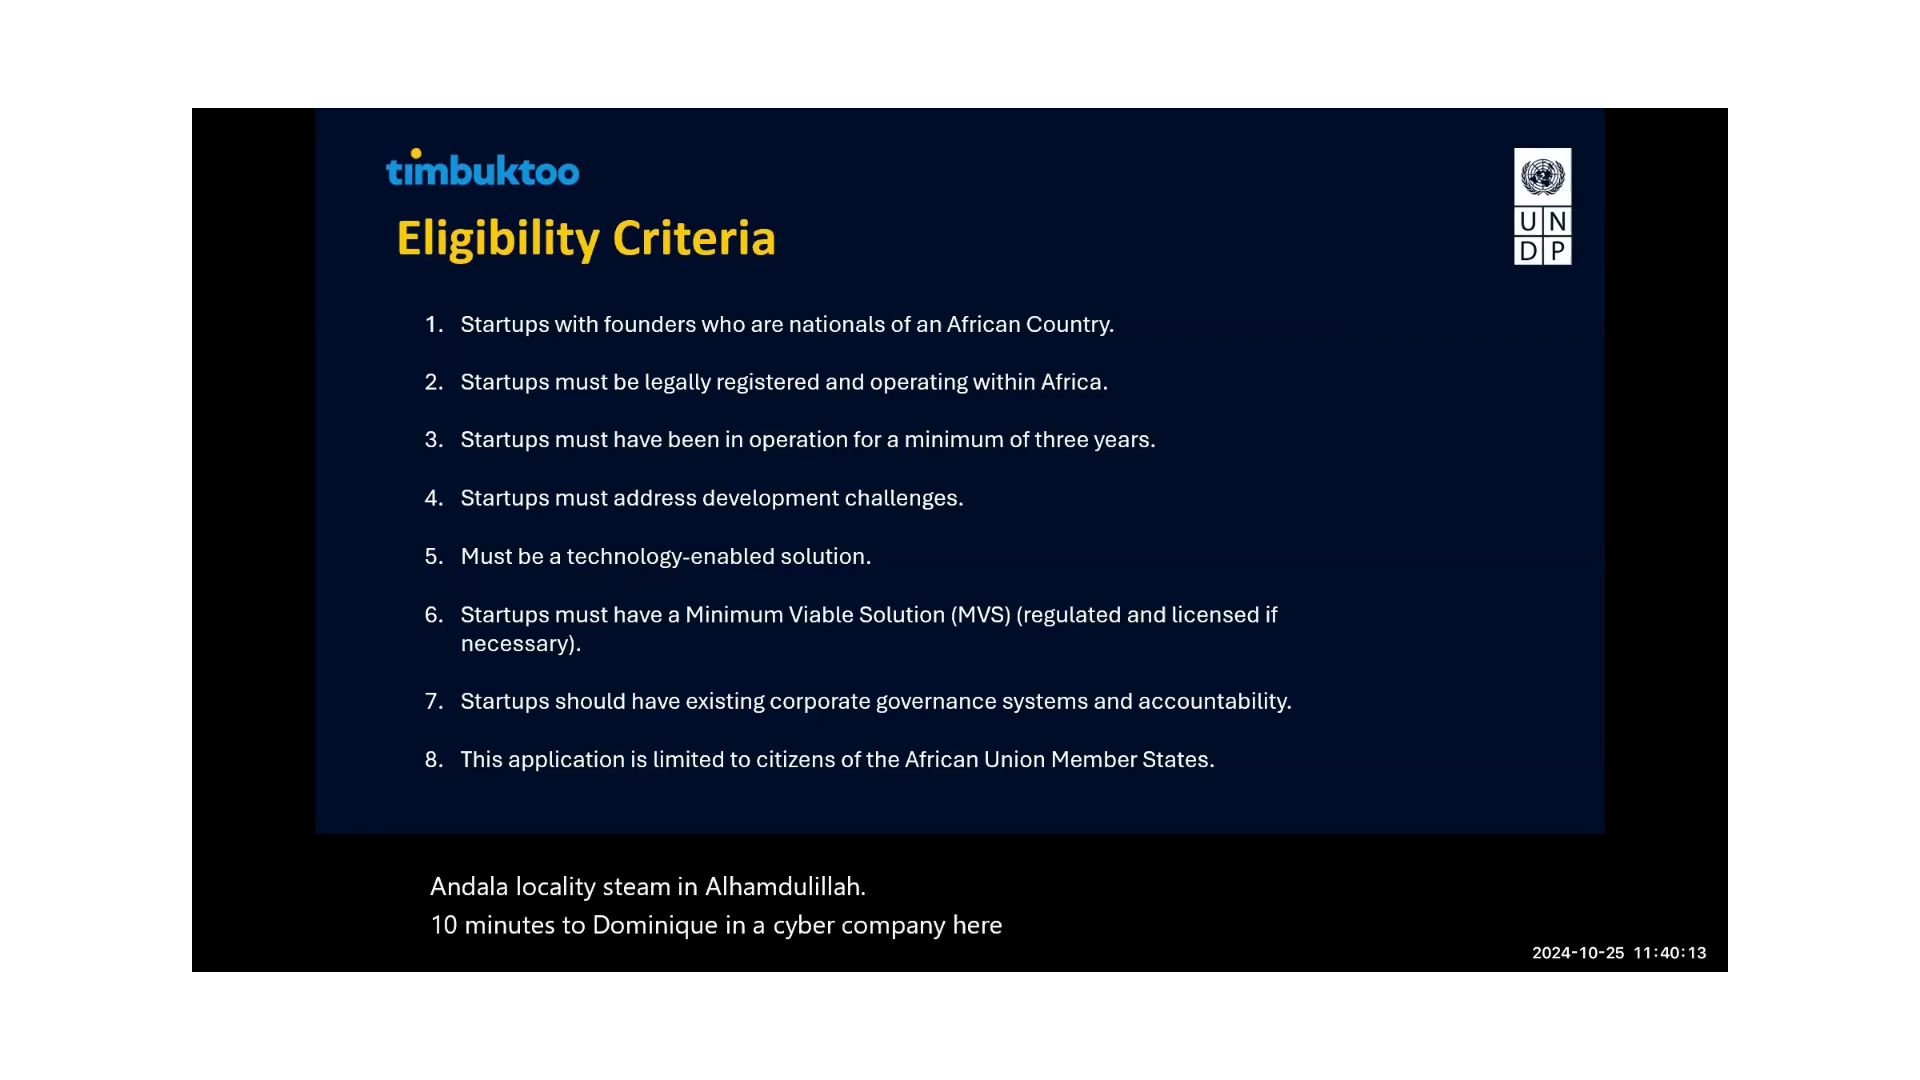 timbuktoo
Eligibility Criteria
U N
D P
1. Startups with founders who are nationals of an African Country.
2. Startups must be legally registered and operating within Africa.
3. Startups must have been in operation for a minimum of three years.
4. Startups must address development challenges.
5. Must be a technology-enabled solution.
6. Startups must have a Minimum Viable Solution (MVS) (regulated and licensed if
necessary).
7. Startups should have existing corporate governance systems and accountability.
8. This application is limited to citizens of the African Union Member States.
Andala locality steam in Alhamdulillah.
10 minutes to Dominique in a cyber company here
2024-10-25 11:40:13